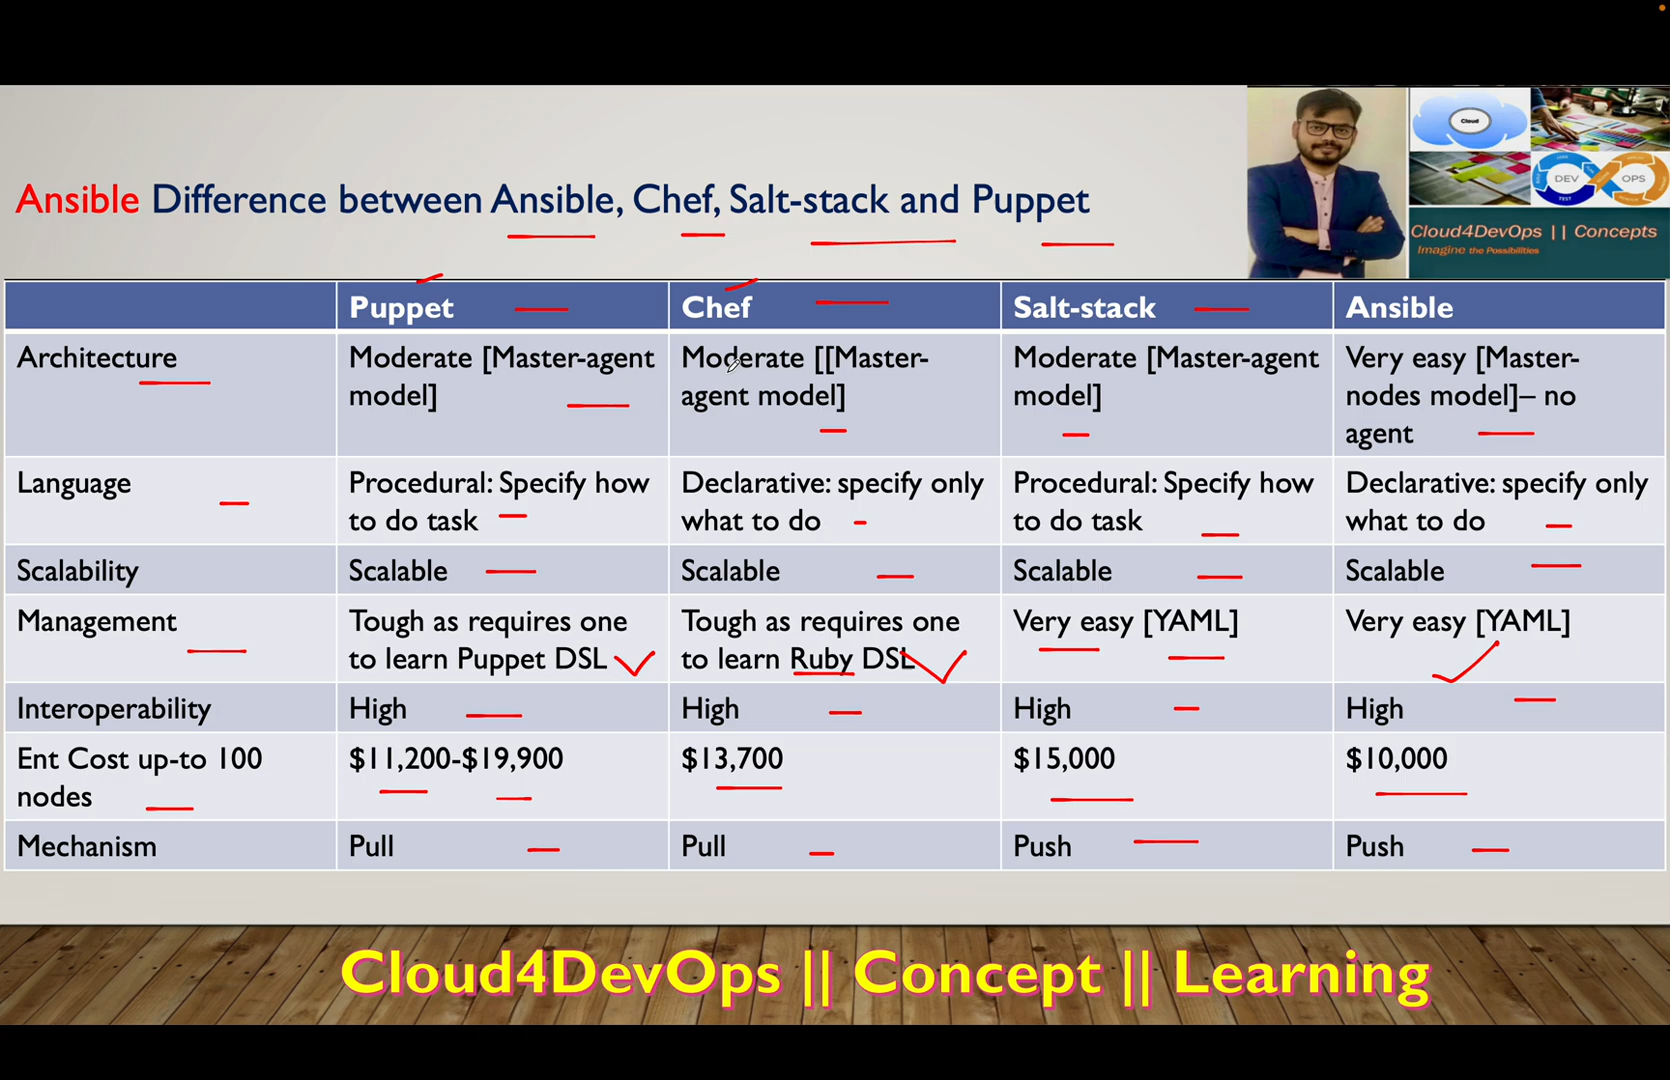 Cloud
DEV
OPS
TEST
Cloud4DevOps || Concepts
Imagine the Possibilities
Ansible Difference between Ansible, Chef, Salt-stack and Puppet
Puppet
Chef
Salt-stack
Ansible
Architecture
Moderate [Master-agent
model]
Moderate [[Master-
agent model]
Moderate [Master-agent
model]
Very easy [Master-
nodes model]– no
agent
Language
Procedural: Specify how
to do task
Declarative: specify only
what to do
Procedural: Specify how
to do task
Declarative: specify only
what to do
Scalability
Scalable
Scalable
Scalable
Scalable
Management
Tough as requires one
to learn Puppet DSL
Tough as requires one
to learn Ruby DSL
Very easy [YAML]
Very easy [YAML]
Interoperability
High
High
High
High
Ent Cost up-to 100
nodes
$11,200-$19,900
$13,700
$15,000
$10,000
Mechanism
Pull
Pull
Push
Push
Cloud4DevOps || Concept || Learning